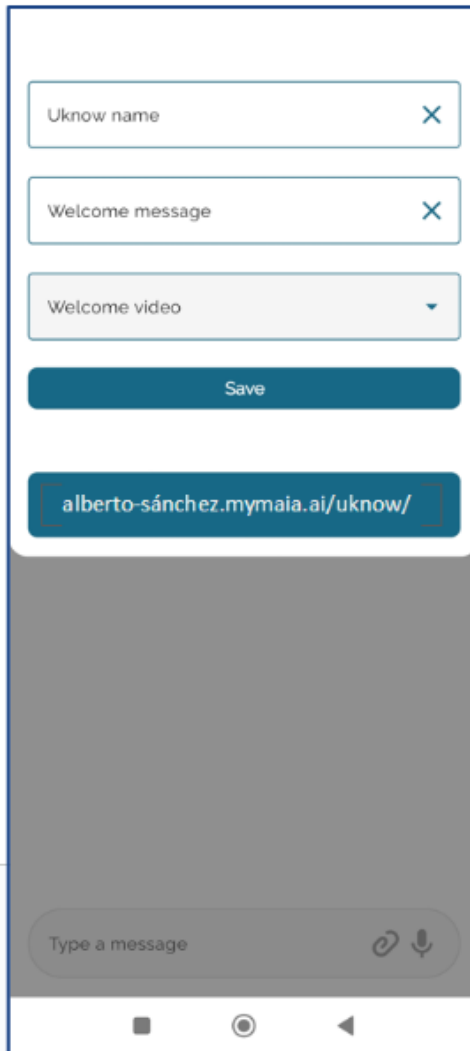 Uknow name
Welcome message
Welcome video
Save
alberto-sánchez.mymaia.ai/uknow/
Type a message